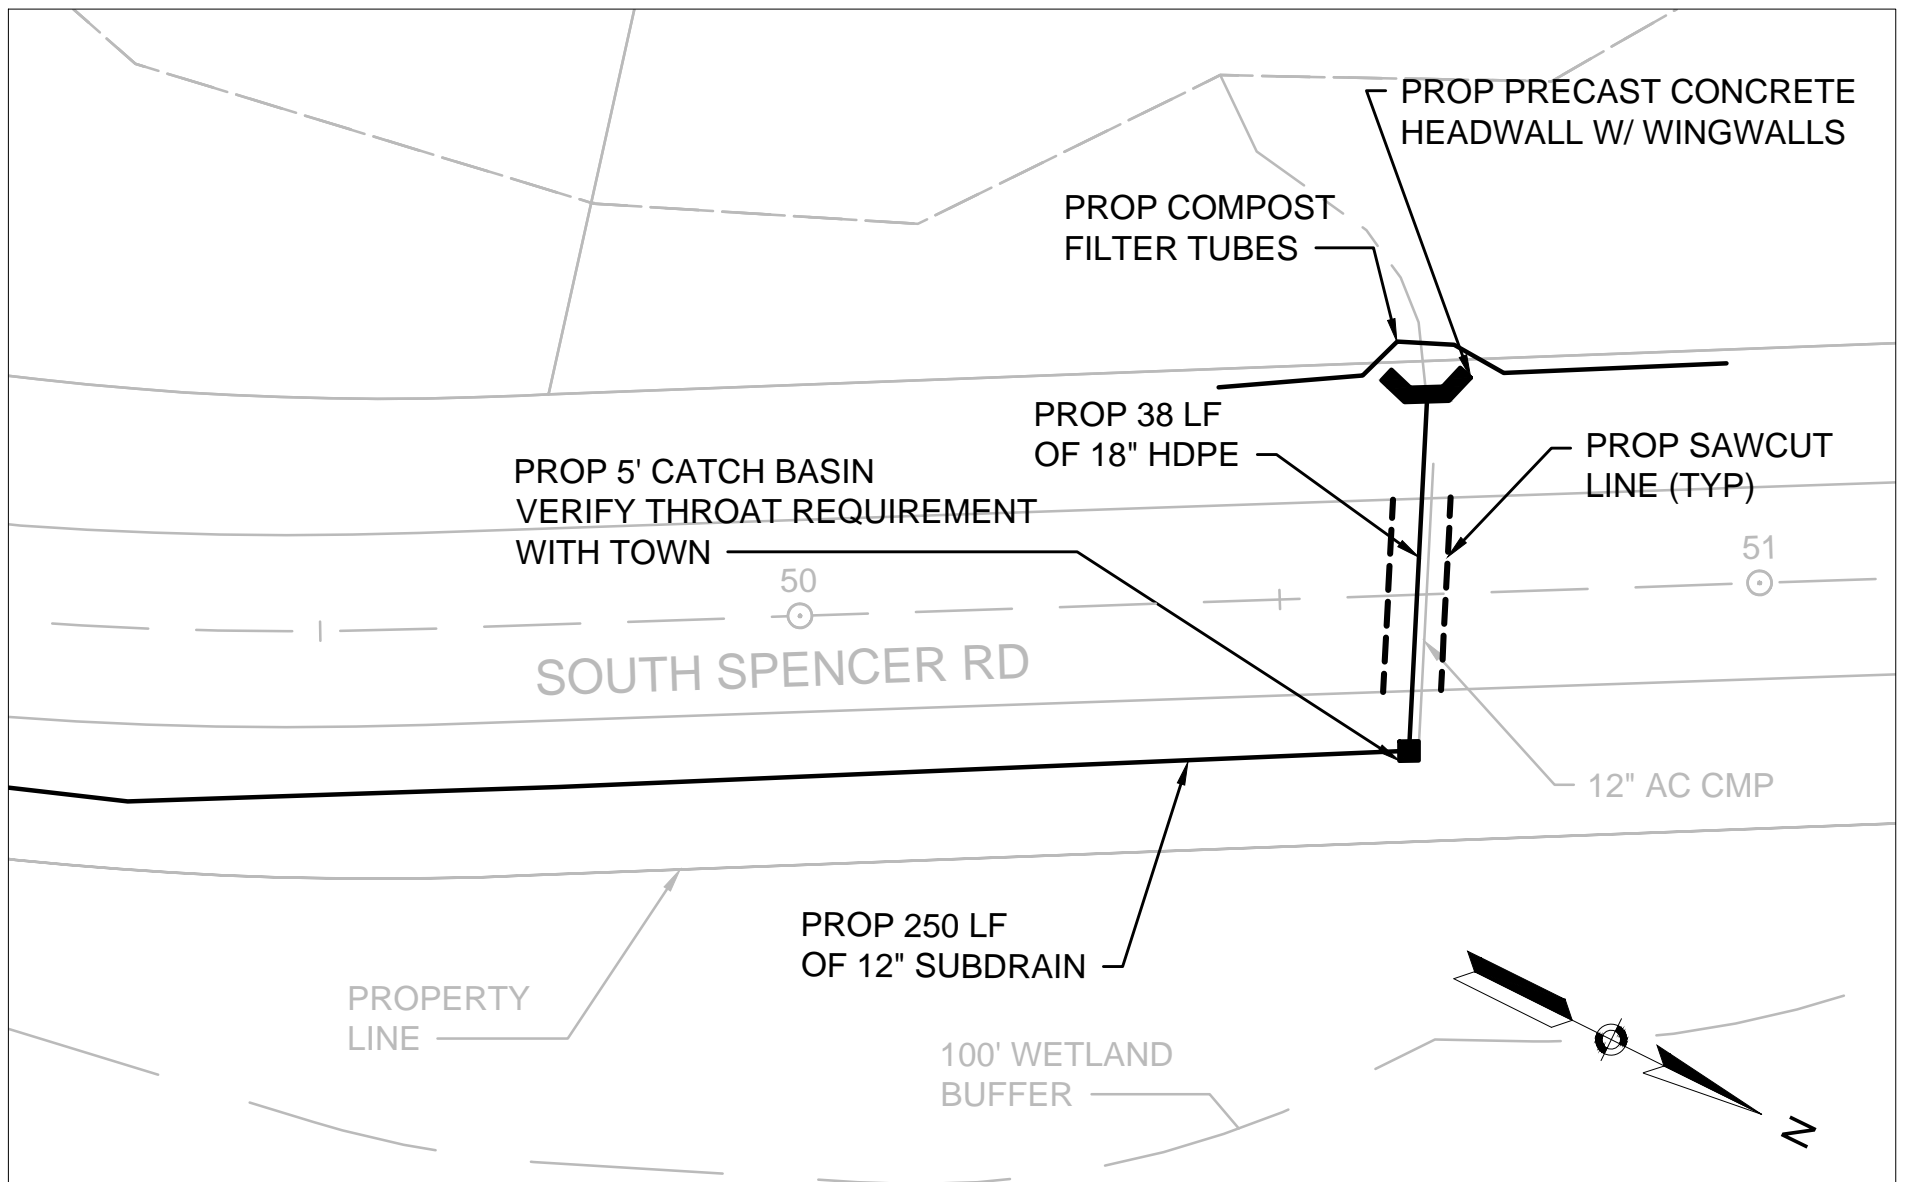 PROP PRECAST CONCRETE
HEADWALL W/ WINGWALLS
PROP COMPOST
FILTER TUBES
PROP 38 LF
OF 18" HDPE
PROP SAWCUT
LINE (TYP)
PROP 5' CATCH BASIN
VERIFY THROAT REQUIREMENT
WITH TOWN
50
51
SOUTH SPENCER RD
12" AC CMP
PROP 250 LF
OF 12" SUBDRAIN
PROPERTY
LINE
100' WETLAND
BUFFER
N